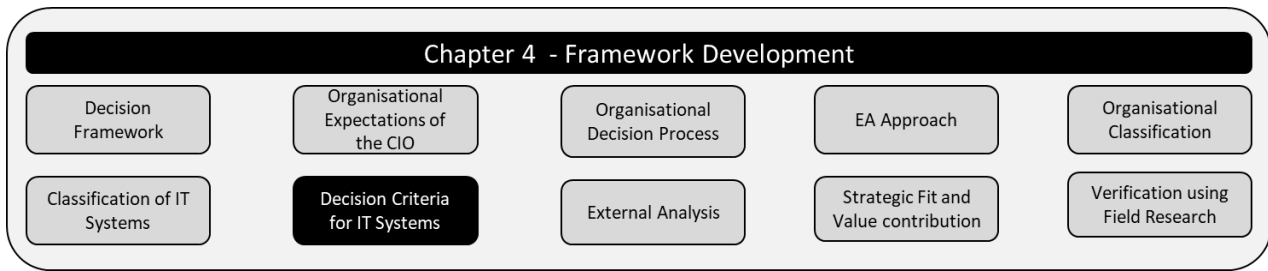 Chapter 4  - Framework Development
Decision
Framework
Organisational
Expectations of
the CIO
Organisational
Decision Process
EA Approach
Organisational
Classification
Classification of IT
Systems
Decision Criteria
for IT Systems
External Analysis
Strategic Fit and
Value contribution
Verification using
Field Research